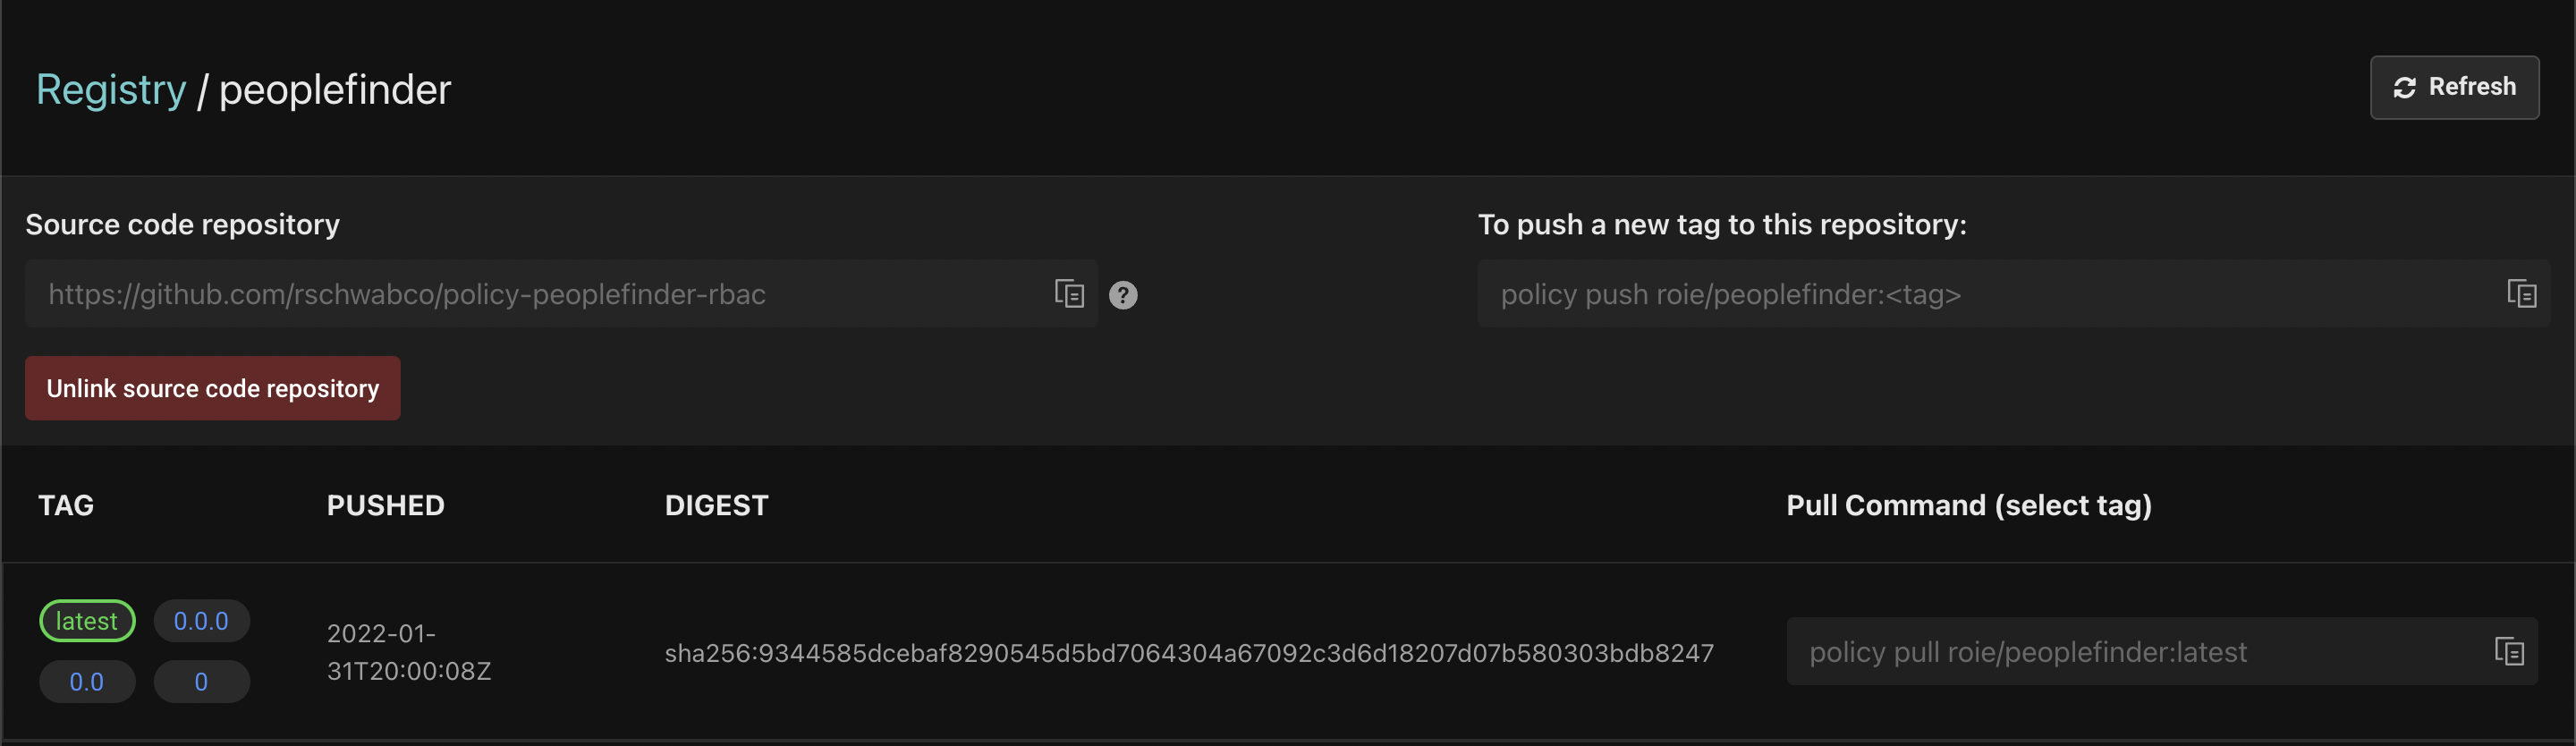 Registry / peoplefinder
Refresh
Source code repository
To push a new tag to this repository:
https://github.com/rschwabco/policy-peoplefinder-rbac
?
policy push roie/peoplefinder:<tag>
Unlink source code repository
TAG
PUSHED
DIGEST
Pull Command (select tag)
latest
0.0.0
0.0
0
2022-01-
31T20:00:08Z
sha256:9344585dcebaf8290545d5bd7064304a67092c3d6d18207d07b580303bdb8247
policy pull roie/peoplefinder:latest